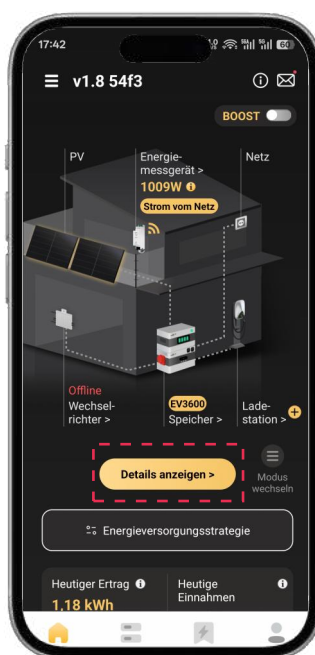 17:42
60
v1.8 54f3
BOOST
PV
Energie-
messgerät >
1009W
Strom vom Netz
Netz
Offline
Wechsel-
richter >
EV3600
Speicher >
Lade-
station >
Details anzeigen >
Modus
wechseln
Energieversorgungsstrategie
Heutiger Ertrag
1,18 kWh
Heutige
Einnahmen